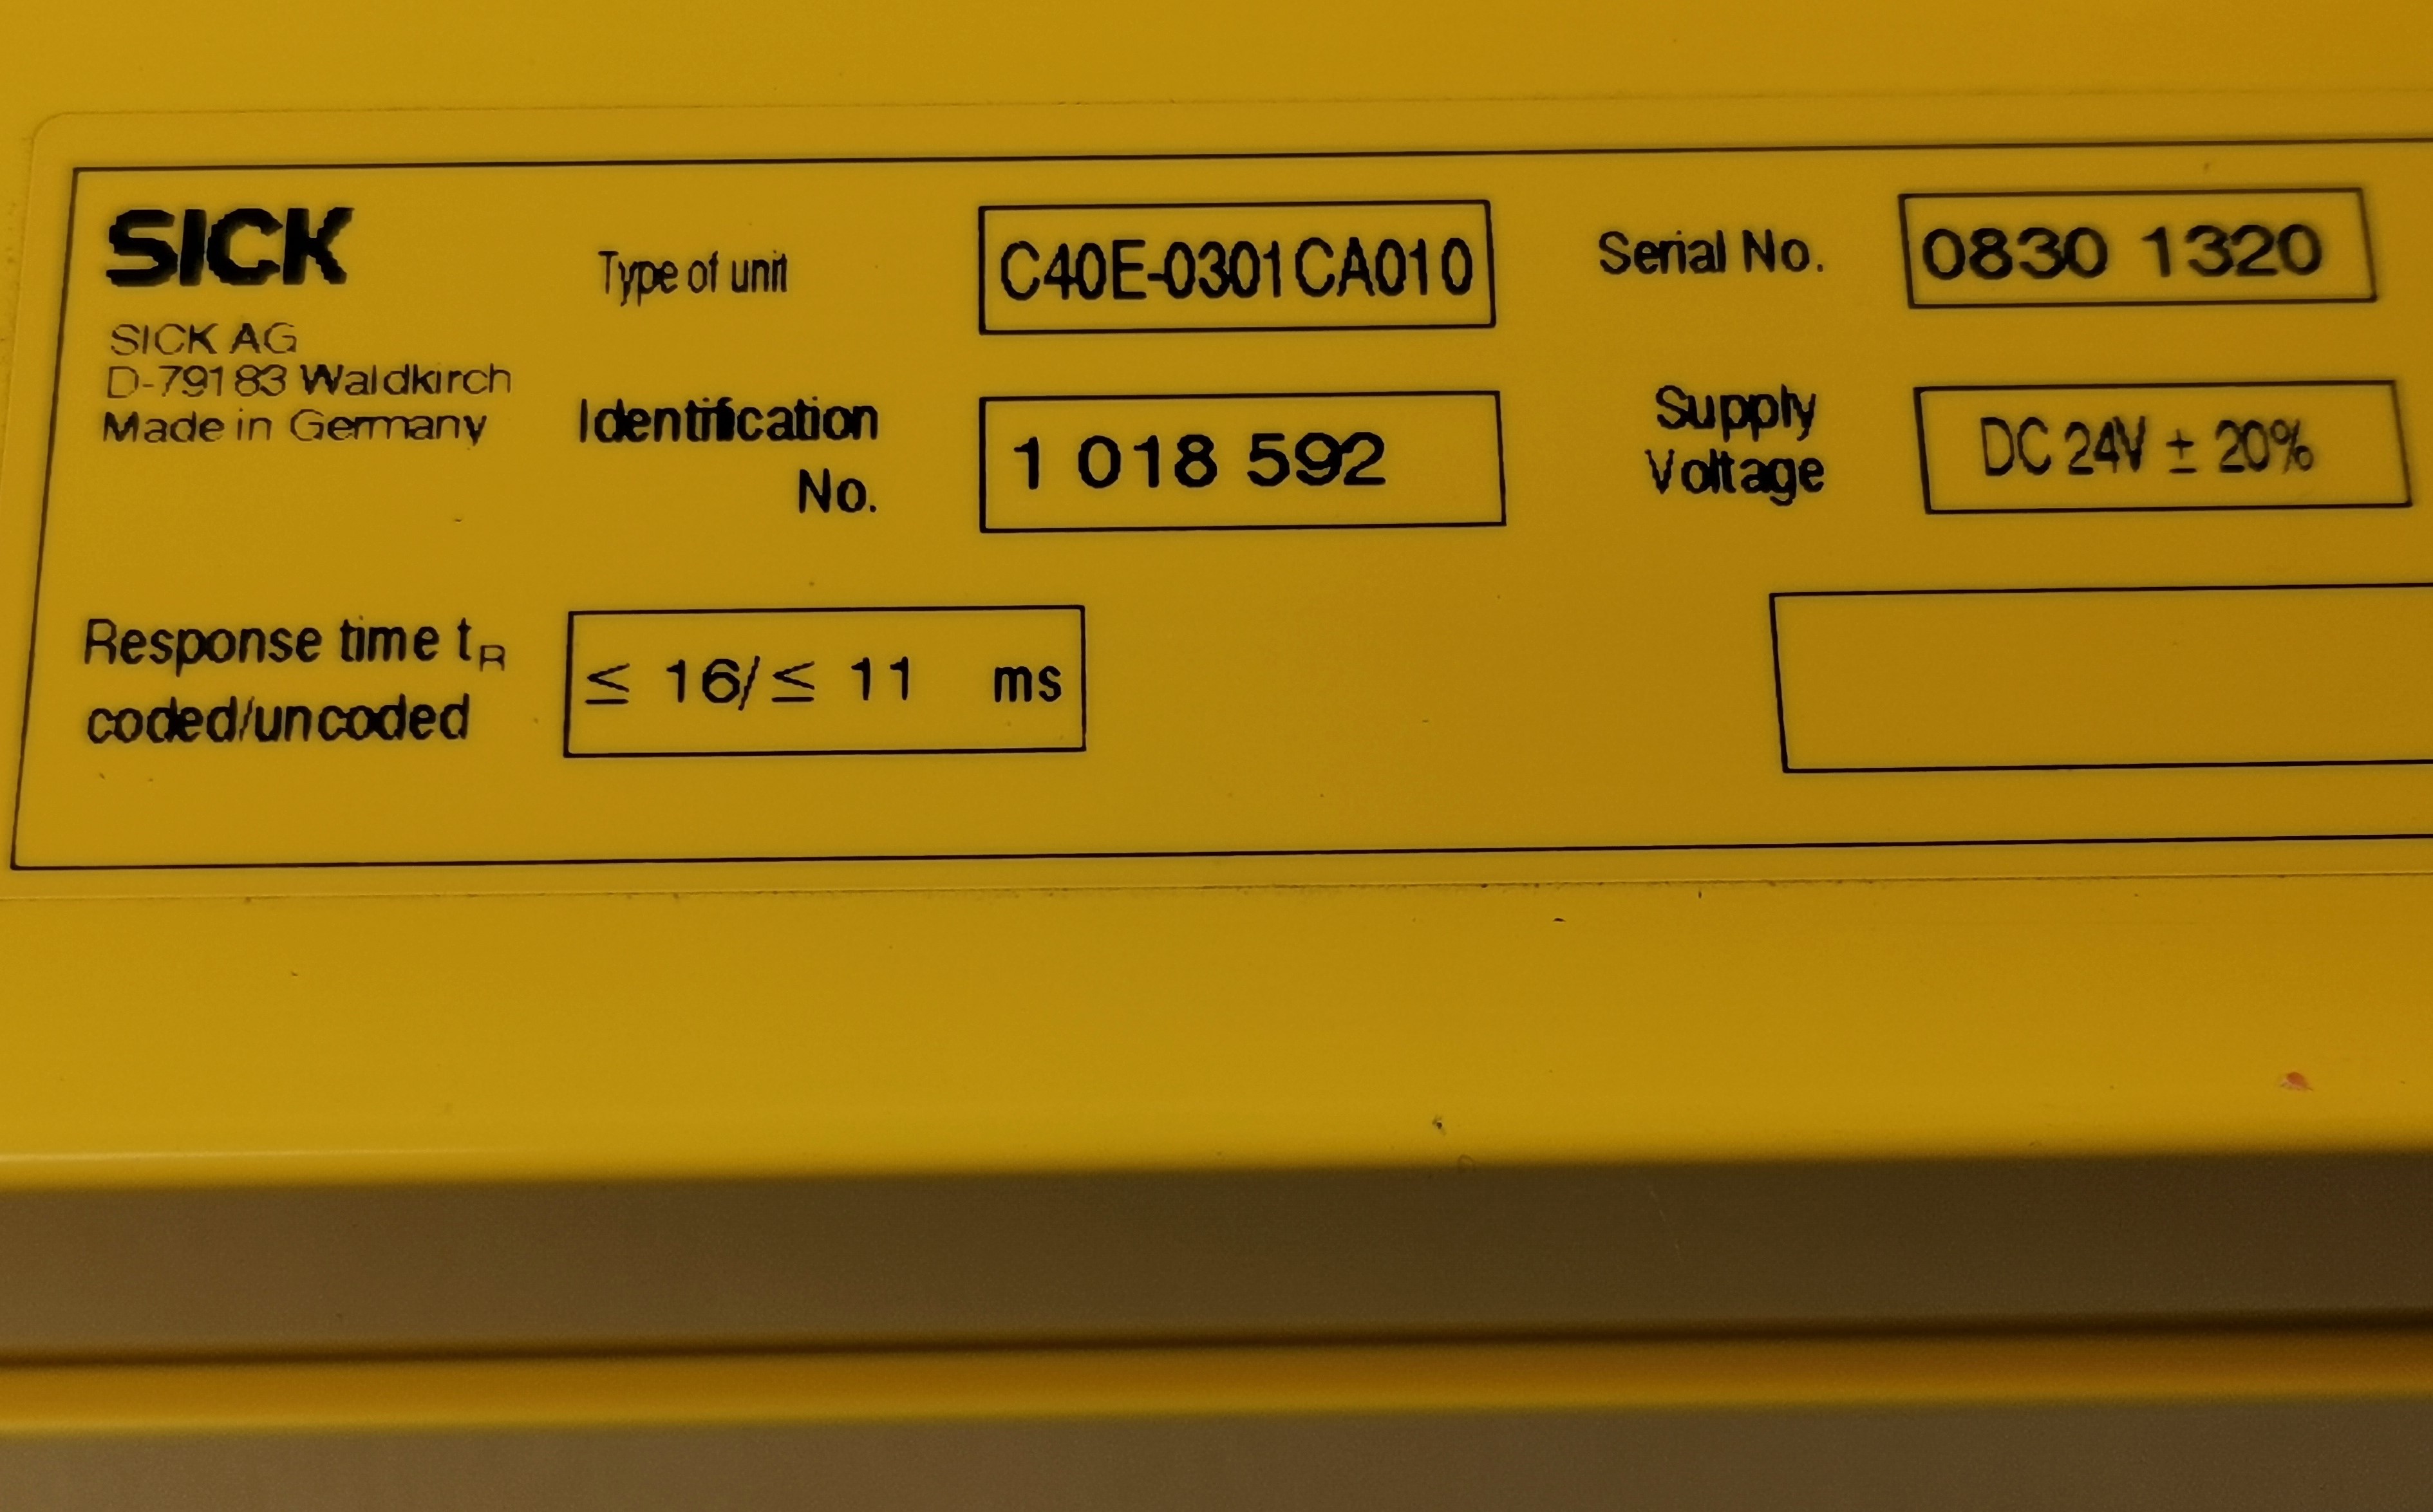 SICK
SICK AG
D-79183 Waldkirch
Made in Germany
Type of unit
C40E-0301CA010
Serial No.
0830 1320
Identification
No.
1 018 592
Supply
Voltage
DC 24V ± 20%
Response time tR
coded/uncoded
≤ 16/≤ 11 ms